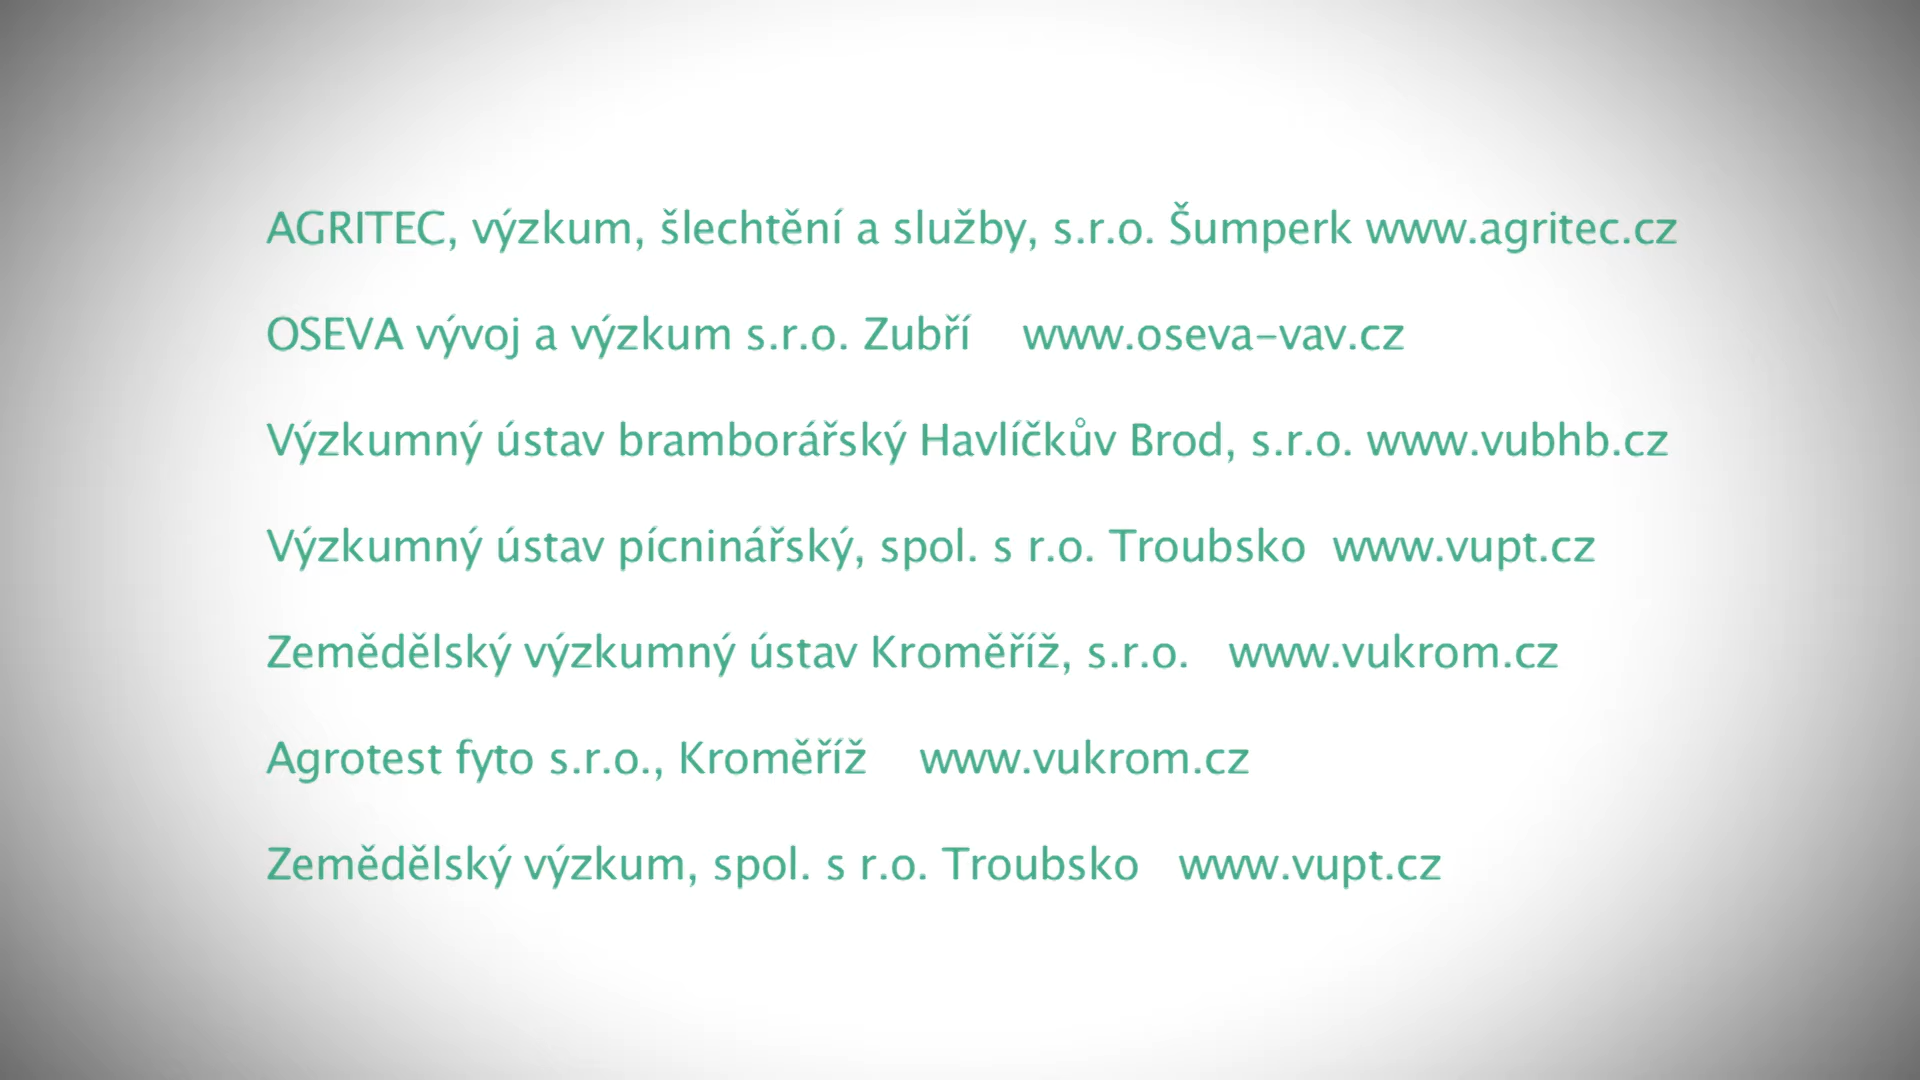 AGRITEC, výzkum, šlechtění a služby, s.r.o. Šumperk www.agritec.cz
OSEVA vývoj a výzkum s.r.o. Zubří www.oseva-vav.cz
Výzkumný ústav bramborářský Havlíčkův Brod, s.r.o. www.vubhb.cz
Výzkumný ústav pícninářský, spol. s r.o. Troubsko www.vupt.cz
Zemědělský výzkumný ústav Kroměříž, s.r.o. www.vukrom.cz
Agrotest fyto s.r.o., Kroměříž www.vukrom.cz
Zemědělský výzkum, spol. s r.o. Troubsko www.vupt.cz